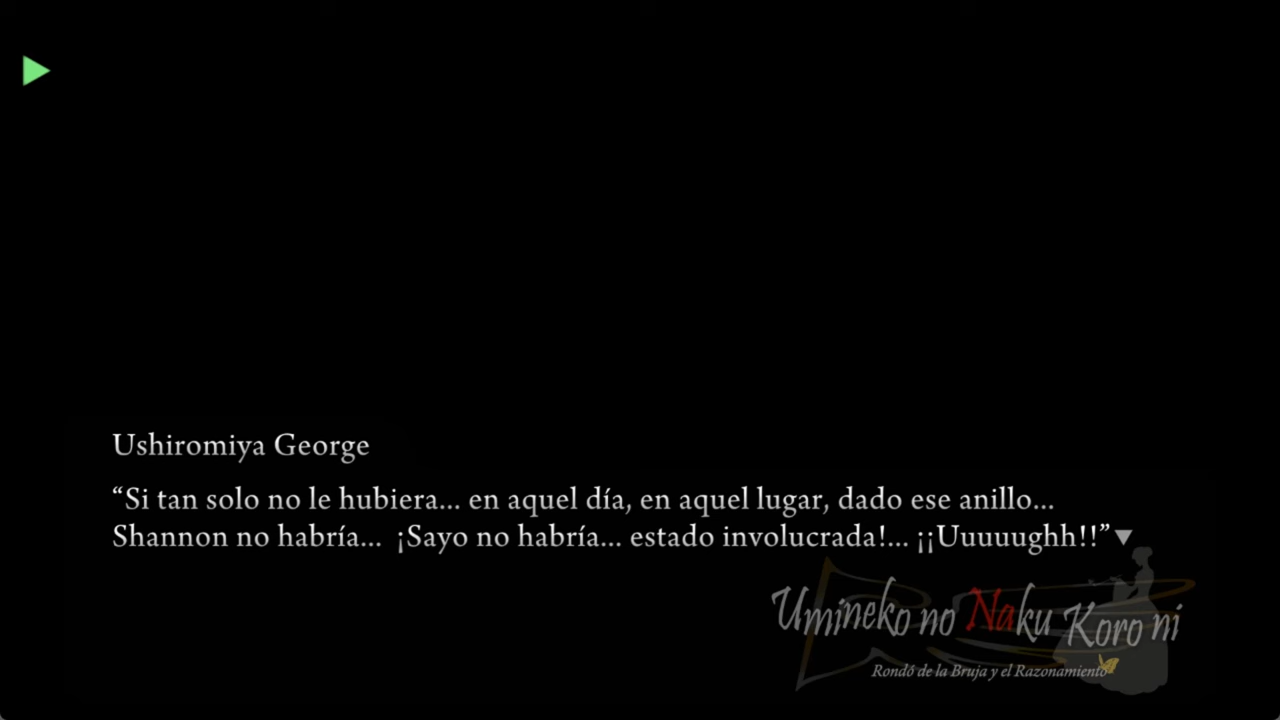 Ushiromiya George
“Si tan solo no le hubiera... en aquel día, en aquel lugar, dado ese anillo...
Shannon no habría... ¡Sayo no habría... estado involucrada!... ¡¡Uuuuughh!!”
Umineko no Naku Koro ni
Rondó de la Bruja y el Razonamiento